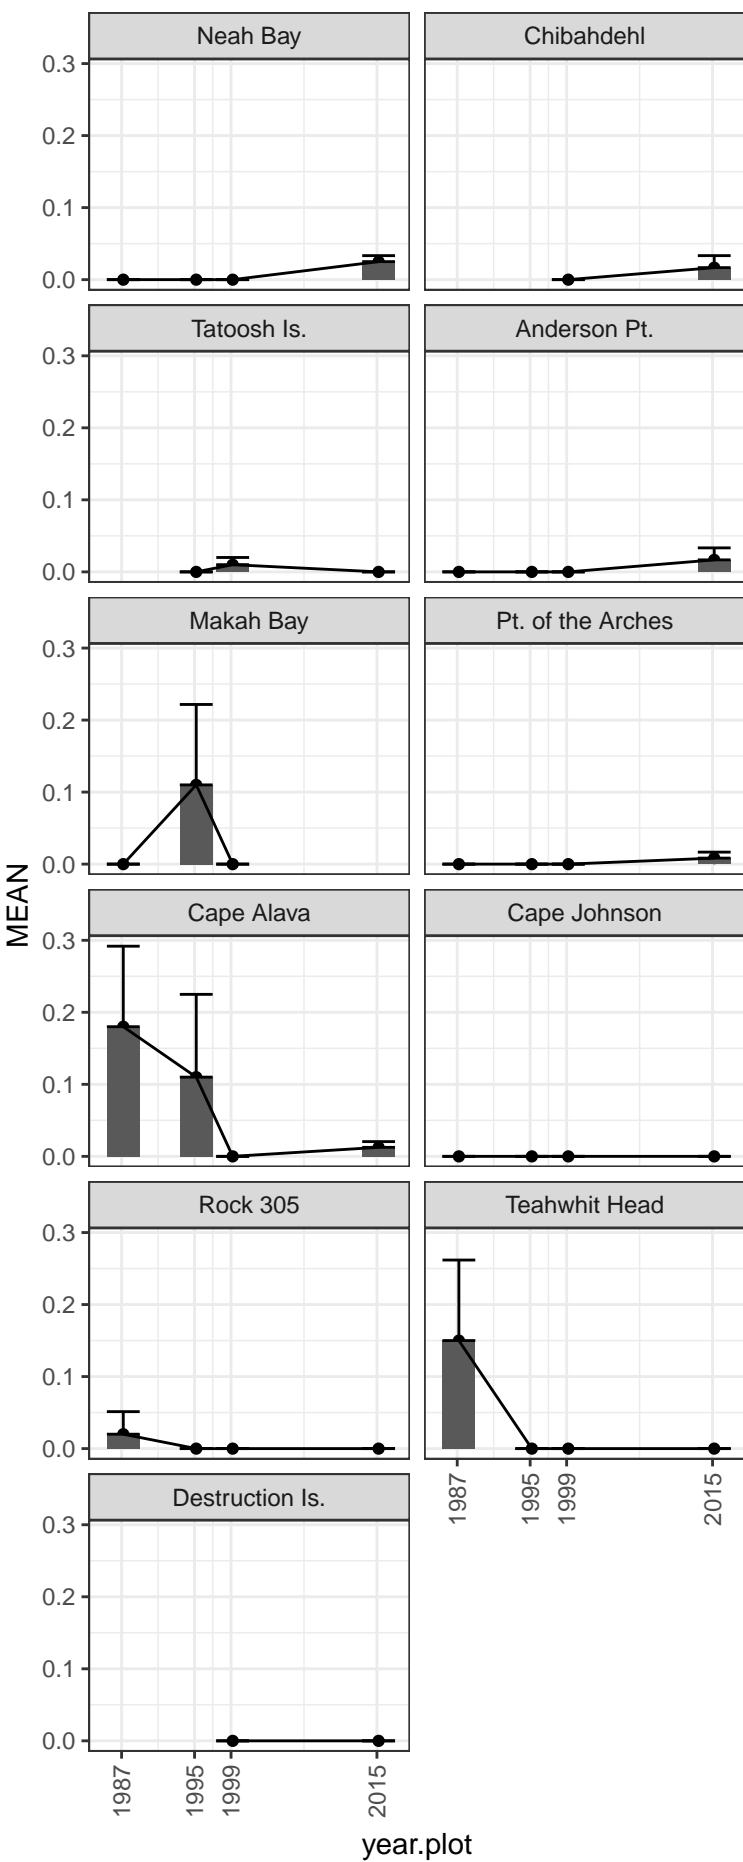 Neah Bay
Chibahdehl
0.3
0.2
0.1
0.0
Tatoosh Is.
Anderson Pt.
0.3
0.2
0.1
0.0
Makah Bay
Pt. of the Arches
0.3
0.2
0.1
0.0
MEAN
Cape Alava
Cape Johnson
0.3
0.2
0.1
0.0
Rock 305
Teahwhit Head
0.3
0.2
0.1
0.0
1987
1995
1999
2015
Destruction Is.
0.3
0.2
0.1
0.0
1987
1995
1999
2015
year.plot